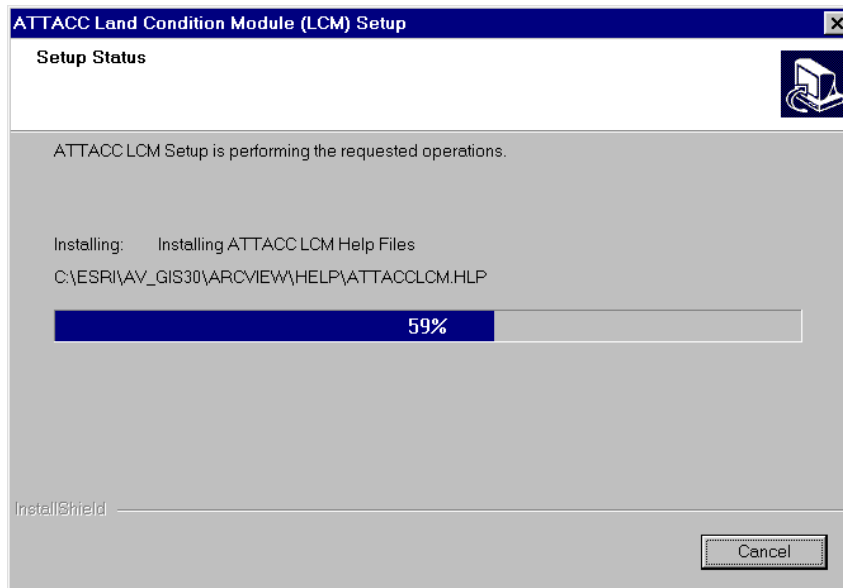 ATTACC Land Condition Module (LCM) Setup
Setup Status
ATTACC LCM Setup is performing the requested operations.
Installing: Installing ATTACC LCM Help Files
C:\ESRI\AV_GIS30\ARCVIEW\HELP\ATTACCLCM.HLP
59%
InstallShield
Cancel